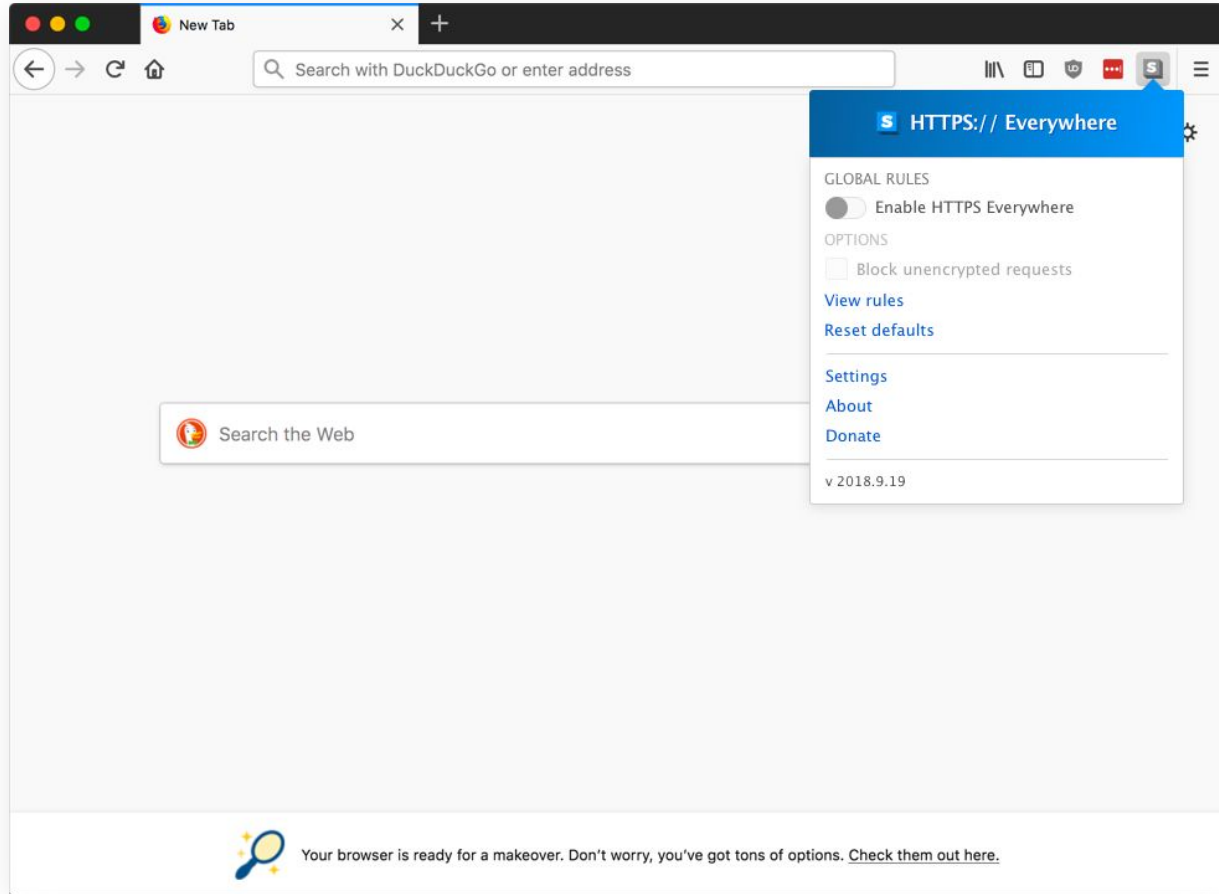 New Tab
Search with DuckDuckGo or enter address
S HTTPS:// Everywhere
GLOBAL RULES
Enable HTTPS Everywhere
OPTIONS
Block unencrypted requests
View rules
Reset defaults
Settings
About
Donate
v 2018.9.19
Search the Web
Your browser is ready for a makeover. Don't worry, you've got tons of options. Check them out here.